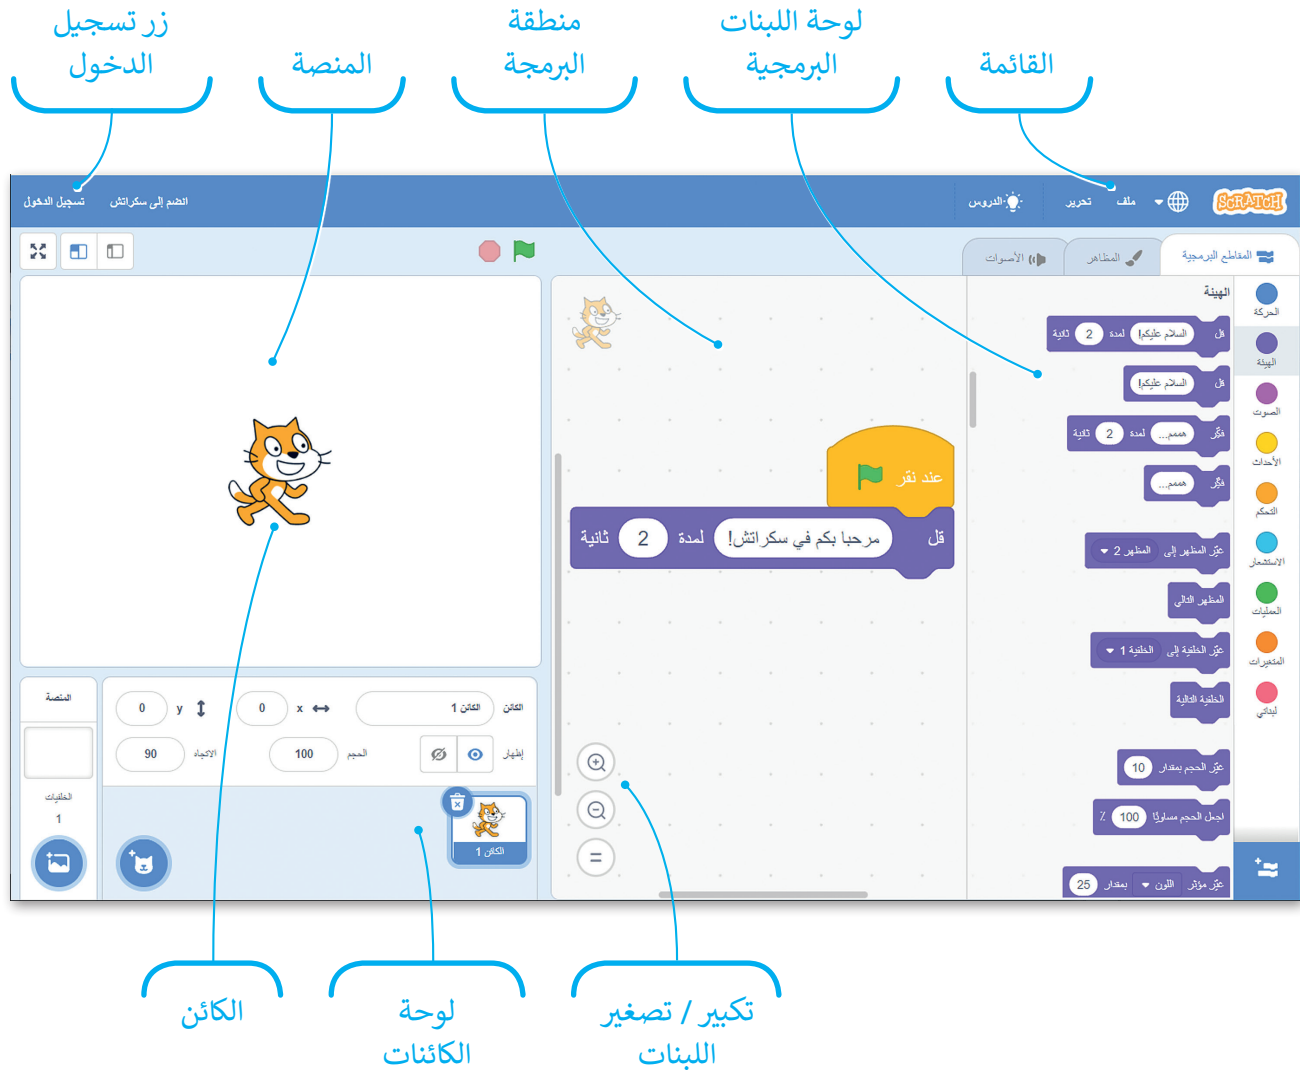 زر تسجيل
الدخول
المنصة
منطقة
البرمجة
لوحة اللبنات
البرمجية
القائمة
SCRATCH
ملف
تحرير
الدروس
انضم إلى سكراتش
تسجيل الدخول
المقاطع البرمجية
المظاهر
الأصوات
الحركة
الهيئة
الصوت
الأحداث
التحكم
الاستشعار
العمليات
المتغيرات
لبناتي
الهيئة
قل السلام عليكم! لمدة 2 ثانية
قل السلام عليكم!
فكّر هممم... لمدة 2 ثانية
فكّر هممم...
غيّر المظهر إلى المظهر 2
المظهر التالي
غيّر الخلفية إلى الخلفية 1
الخلفية التالية
غيّر الحجم بمقدار 10
اجعل الحجم مساويًا 100 ٪
غيّر مؤثر اللون بمقدار 25
عند نقر
قل مرحبا بكم في سكراتش! لمدة 2 ثانية
الكائن الكائن 1 x 0 y 0
إظهار الحجم 100 الاتجاه 90
الكائن 1
المنصة
الخلفيات
1
تكبير / تصغير
اللبنات
لوحة
الكائنات
الكائن